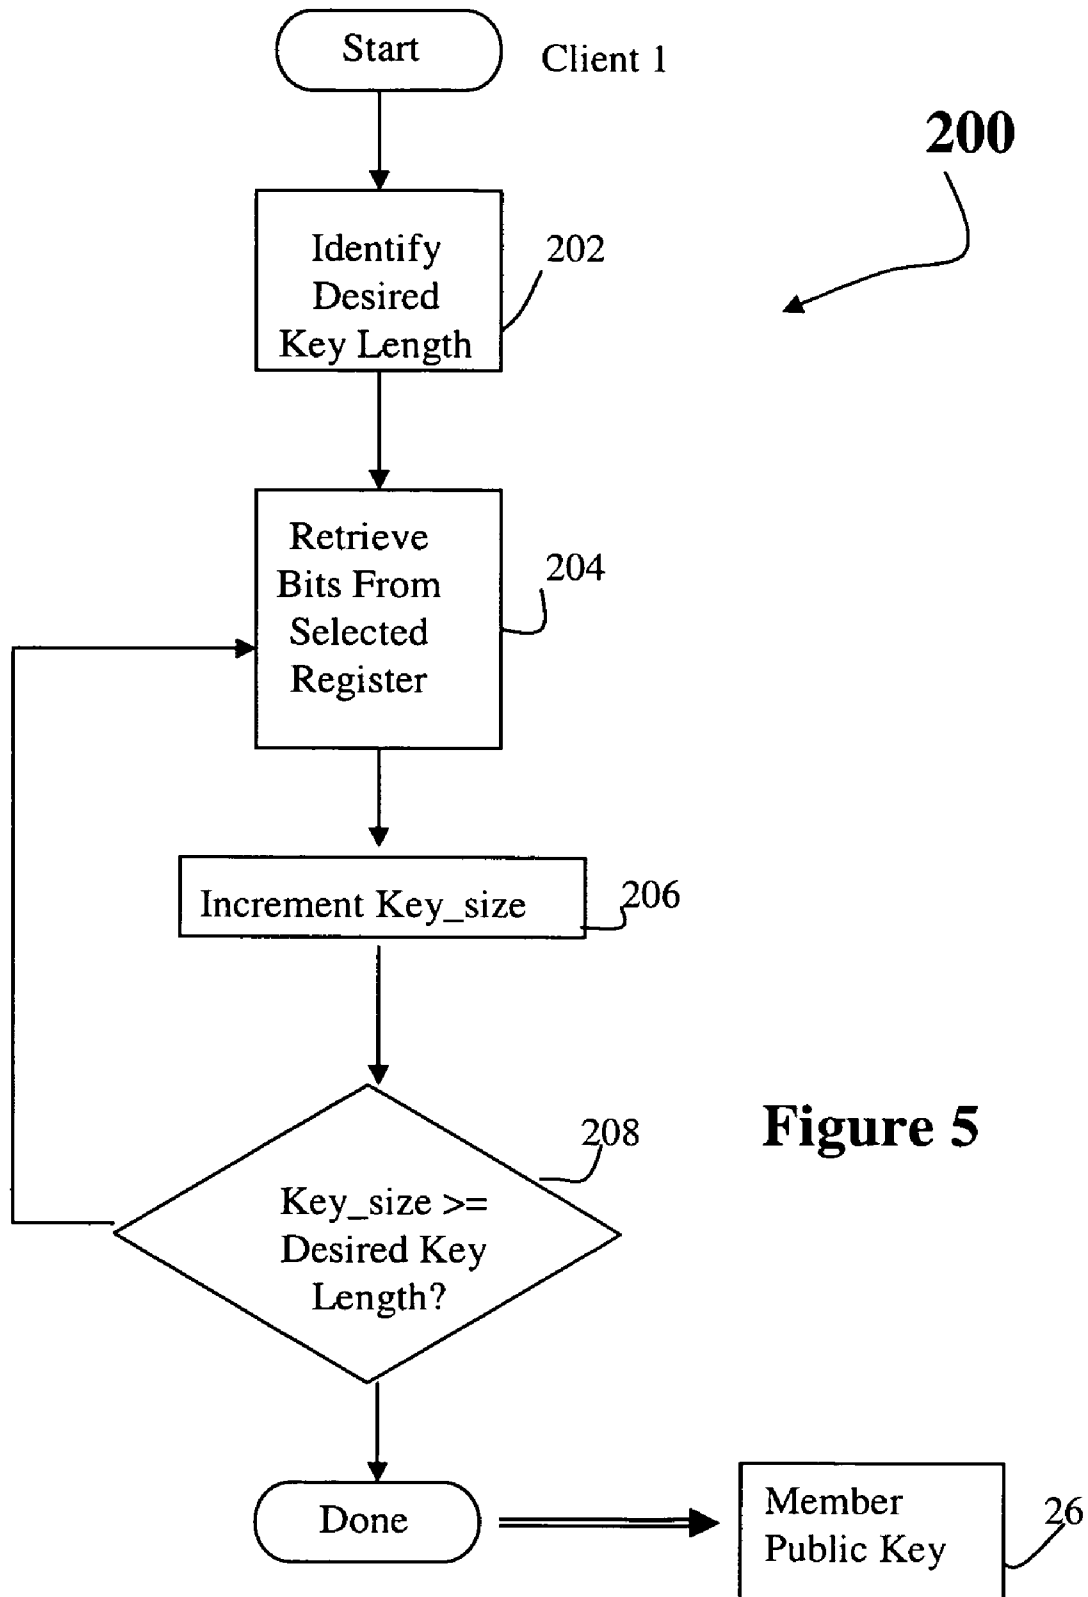 Start
Client 1
200
Identify
Desired
Key Length
202
Retrieve
Bits From
Selected
Register
204
Increment Key_size
206
208
Key_size >=
Desired Key
Length?
Figure 5
Done
Member
Public Key
26